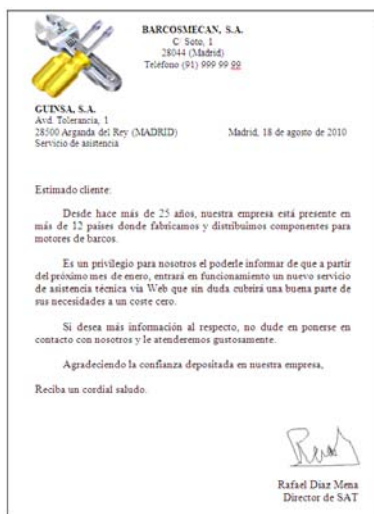 BARCOSMECAN, S.A.
C. Soto, 1
28044 (Madrid)
Teléfono (91) 999 99 99
GUINSA, S.A.
Avd. Tolerancia, 1
28500 Arganda del Rey (MADRID) Madrid, 18 de agosto de 2010
Servicio de asistencia
Estimado cliente:
Desde hace más de 25 años, nuestra empresa está presente en
más de 12 países donde fabricamos y distribuimos componentes para
motores de barcos.
Es un privilegio para nosotros el poderle informar de que a partir
del próximo mes de enero, entrará en funcionamiento un nuevo servicio
de asistencia técnica vía Web que sin duda cubrirá una buena parte de
sus necesidades a un coste cero.
Si desea más información al respecto, no dude en ponerse en
contacto con nosotros y le atenderemos gustosamente.
Agradeciendo la confianza depositada en nuestra empresa,
Reciba un cordial saludo.
Rafael Díaz Mena
Director de SAT